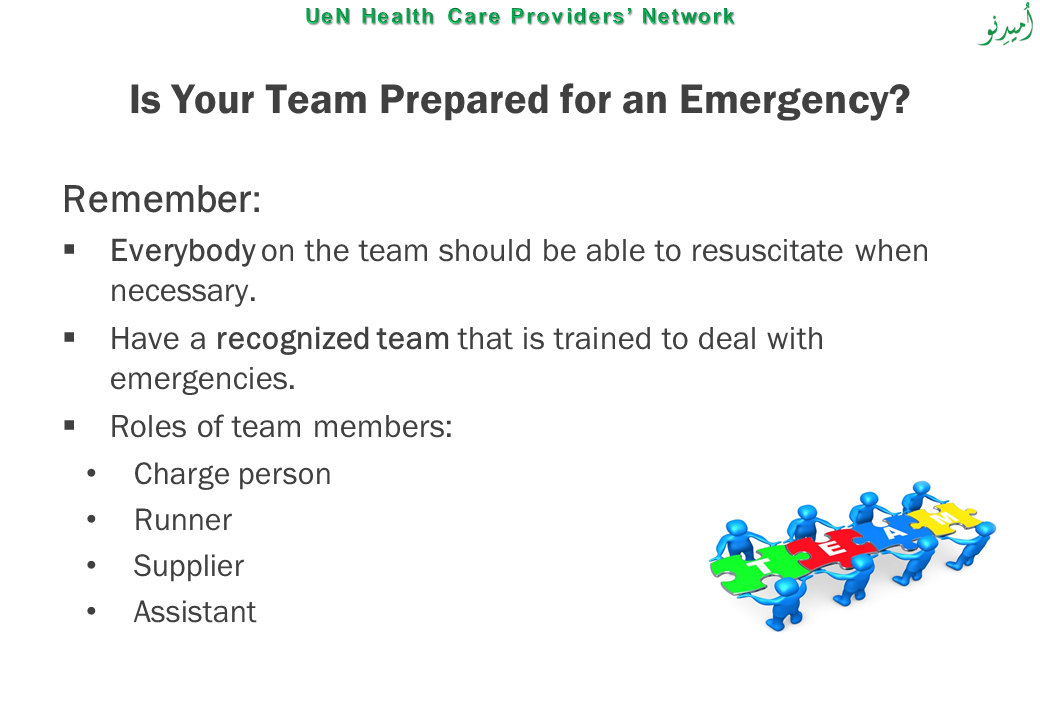 UeN Health Care Providers’ Network
أُميدِنو
Is Your Team Prepared for an Emergency?
Remember:
▪ Everybody on the team should be able to resuscitate when
necessary.
▪ Have a recognized team that is trained to deal with
emergencies.
▪ Roles of team members:
• Charge person
• Runner
• Supplier
• Assistant
T E A M